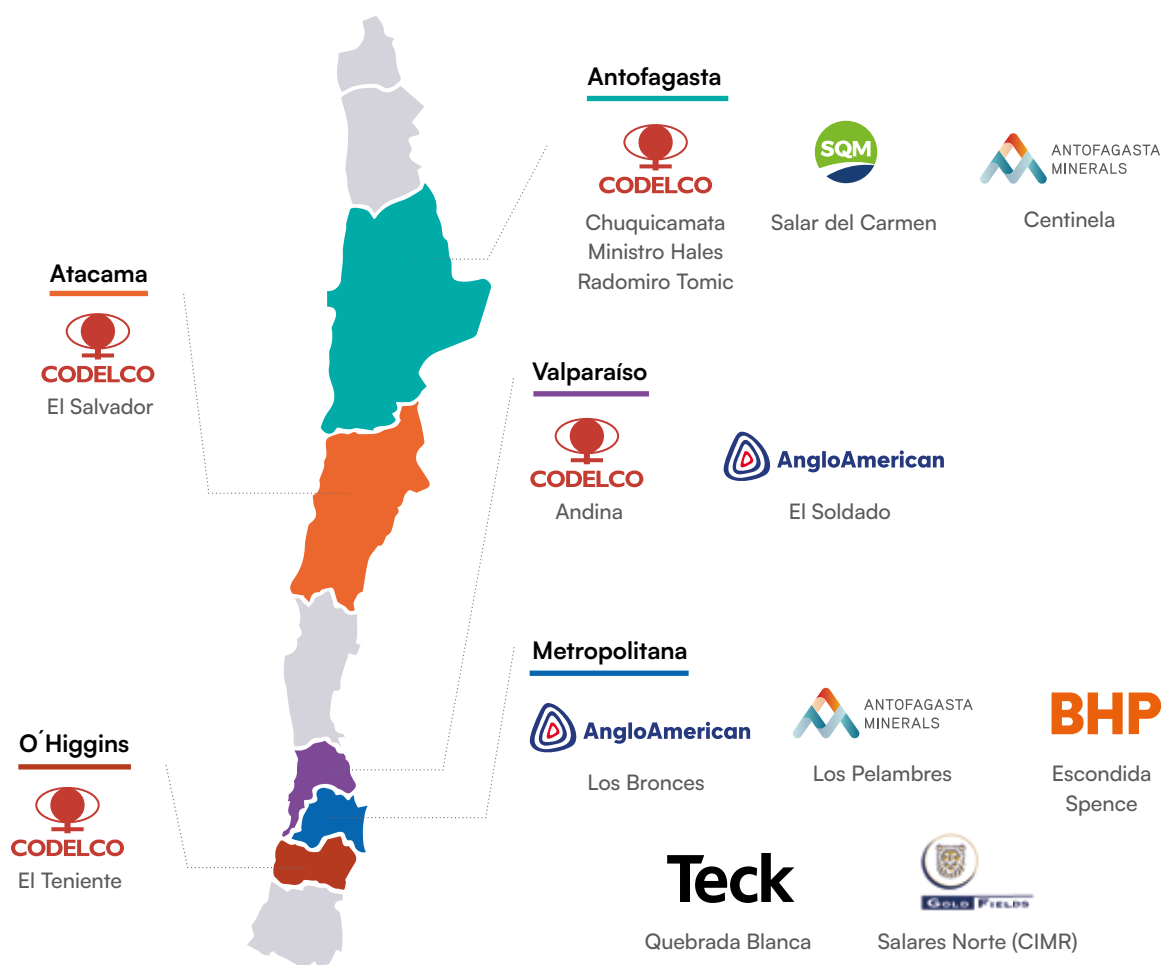 Antofagasta
CODELCO
Chuquicamata
Ministro Hales
Radomiro Tomic
SQM
Salar del Carmen
ANTOFAGASTA
MINERALS
Centinela
Atacama
CODELCO
El Salvador
Valparaíso
CODELCO
Andina
AngloAmerican
El Soldado
Metropolitana
AngloAmerican
Los Bronces
ANTOFAGASTA
MINERALS
Los Pelambres
BHP
Escondida
Spence
Teck
Quebrada Blanca
GOLD FIELDS
Salares Norte (CIMR)
O´Higgins
CODELCO
El Teniente